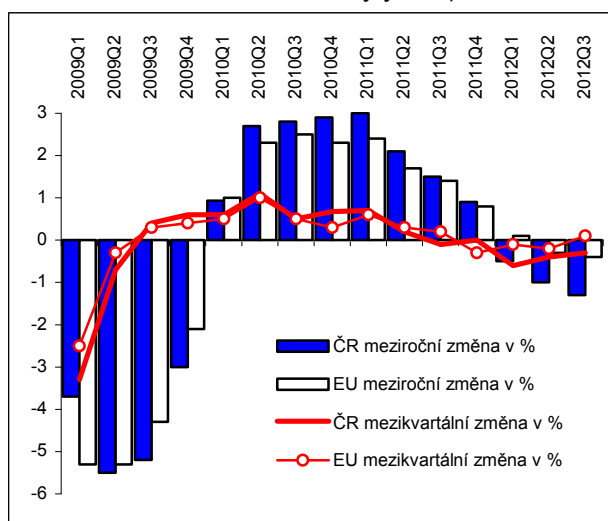 2009Q1
2009Q2
2009Q3
2009Q4
2010Q1
2010Q2
2010Q3
2010Q4
2011Q1
2011Q2
2011Q3
2011Q4
2012Q1
2012Q2
2012Q3
3
2
1
0
-1
-2
-3
-4
-5
-6
ČR meziroční změna v %
EU meziroční změna v %
ČR mezikvartální změna v %
EU mezikvartální změna v %